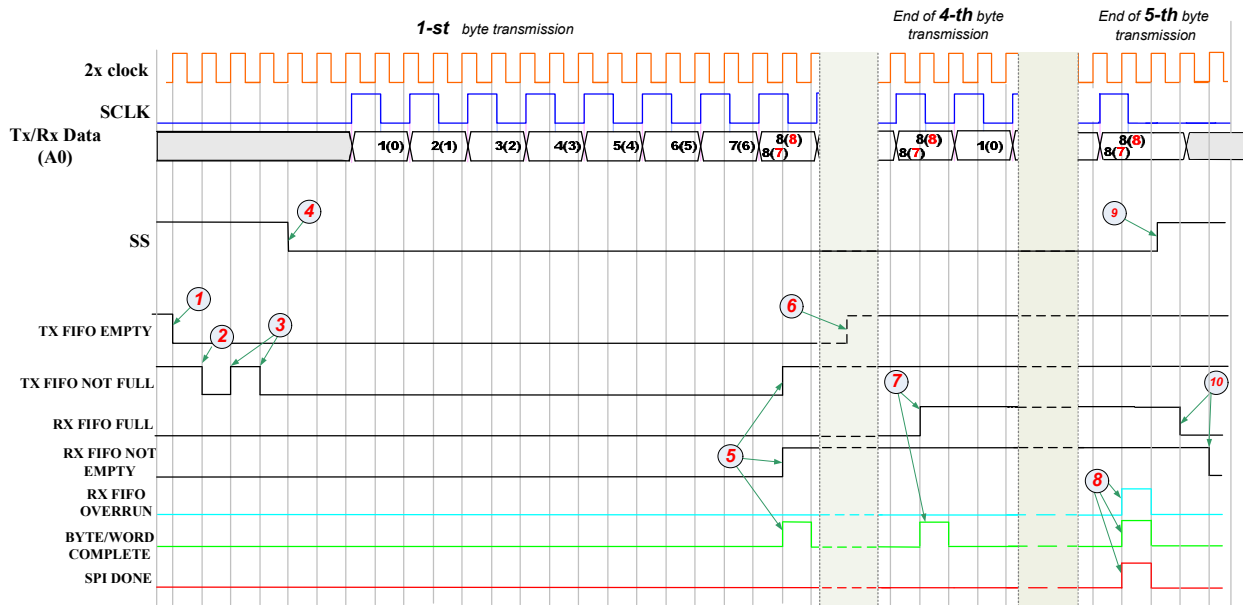 1-st byte transmission
End of 4-th byte
transmission
End of 5-th byte
transmission
2x clock
SCLK
Tx/Rx Data
(A0)
1(0)
2(1)
3(2)
4(3)
5(4)
6(5)
7(6)
8(8)
8(7)
8(8)
8(7)
1(0)
8(8)
8(7)
4
9
SS
1
2
3
6
TX FIFO EMPTY
TX FIFO NOT FULL
7
10
RX FIFO FULL
5
RX FIFO NOT
EMPTY
8
RX FIFO
OVERRUN
BYTE/WORD
COMPLETE
SPI DONE